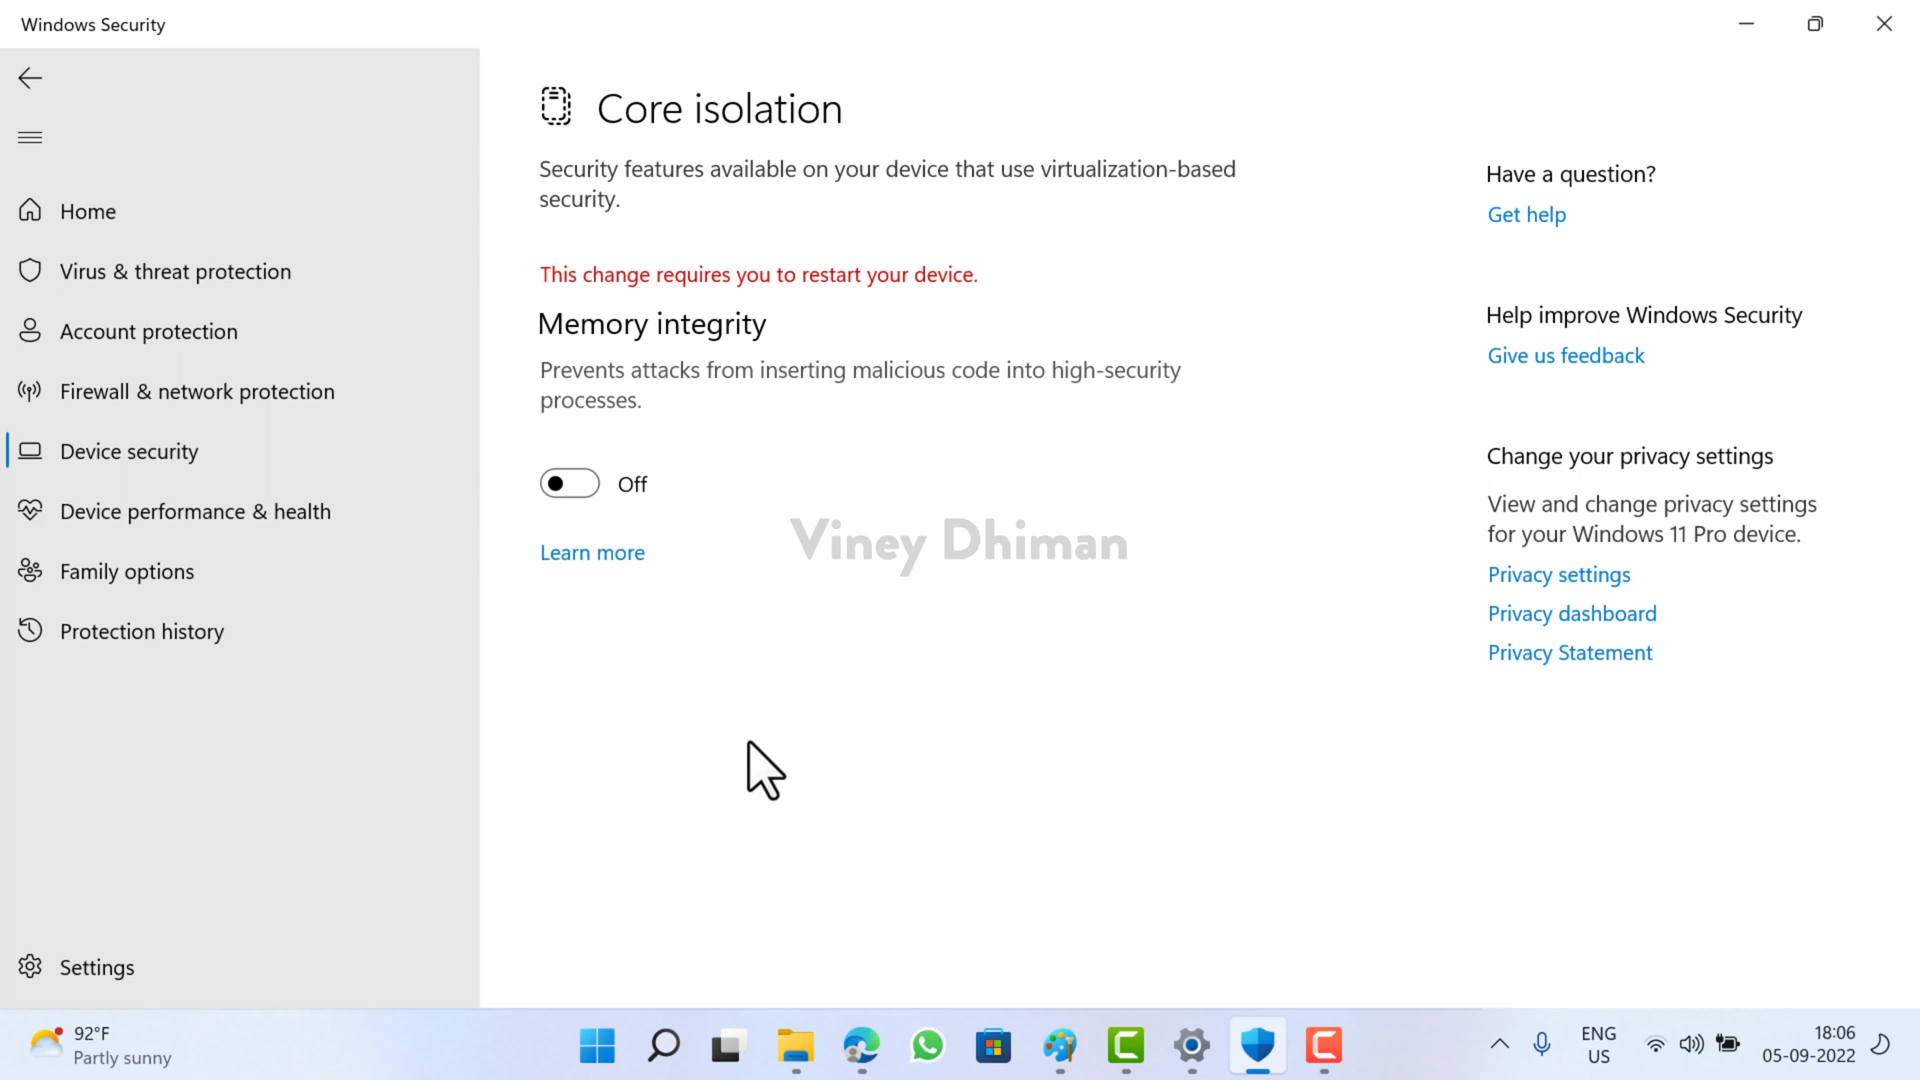 Windows Security
Home
Virus & threat protection
Account protection
Firewall & network protection
Device security
Device performance & health
Family options
Protection history
Settings
Core isolation
Security features available on your device that use virtualization-based
security.
This change requires you to restart your device.
Memory integrity
Prevents attacks from inserting malicious code into high-security
processes.
Off
Learn more
Viney Dhiman
Have a question?
Get help
Help improve Windows Security
Give us feedback
Change your privacy settings
View and change privacy settings
for your Windows 11 Pro device.
Privacy settings
Privacy dashboard
Privacy Statement
92°F
Partly sunny
ENG
US
18:06
05-09-2022